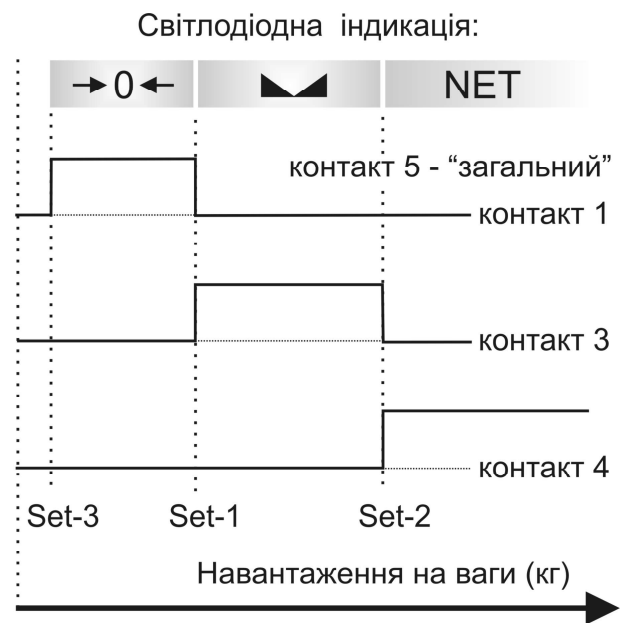 Світлодіодна індикація:
→0← NET
контакт 5 - “загальний”
контакт 1
контакт 3
контакт 4
Set-3 Set-1 Set-2
Навантаження на ваги (кг)